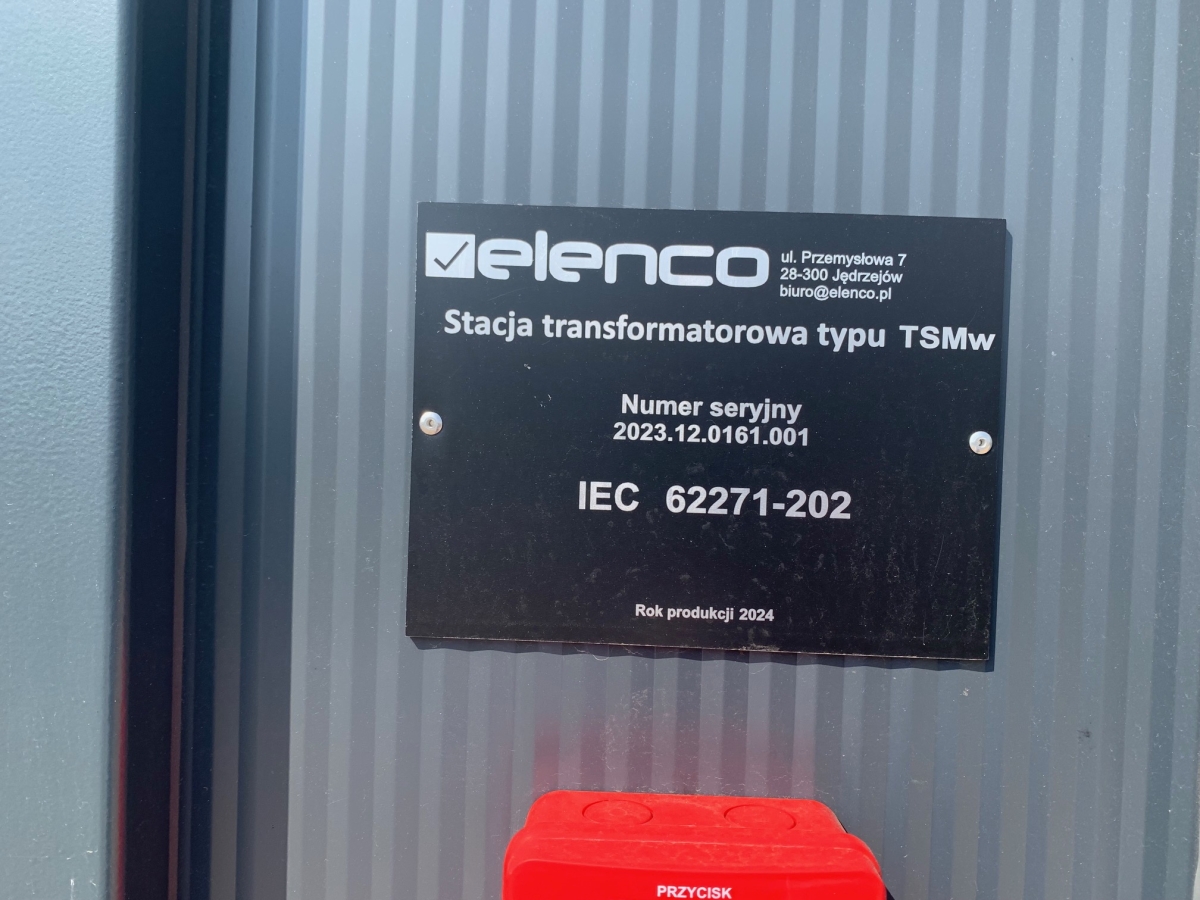 elenco
ul. Przemysłowa 7
28-300 Jędrzejów
biuro@elenco.pl
Stacja transformatorowa typu TSMw
Numer seryjny
2023.12.0161.001
IEC 62271-202
Rok produkcji 2024
PRZYCISK